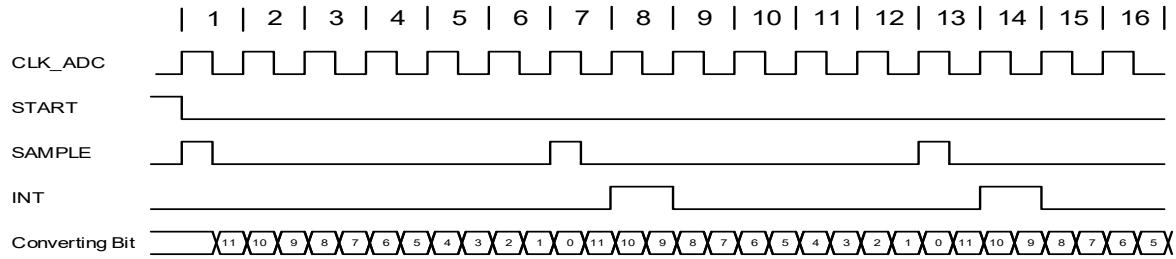 | 1 | 2 | 3 | 4 | 5 | 6 | 7 | 8 | 9 | 10 | 11 | 12 | 13 | 14 | 15 | 16 |
CLK_ADC
START
SAMPLE
INT
Converting Bit 11 10 9 8 7 6 5 4 3 2 1 0 11 10 9 8 7 6 5 4 3 2 1 0 11 10 9 8 7 6 5